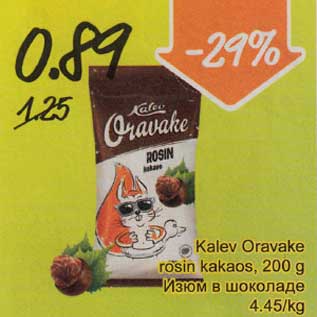 0.89
-29%
1.25
Kalev
Oravake
ROSIN
kakaos
Kalev Oravake
rosin kakaos, 200 g
Изюм в шоколаде
4.45/kg